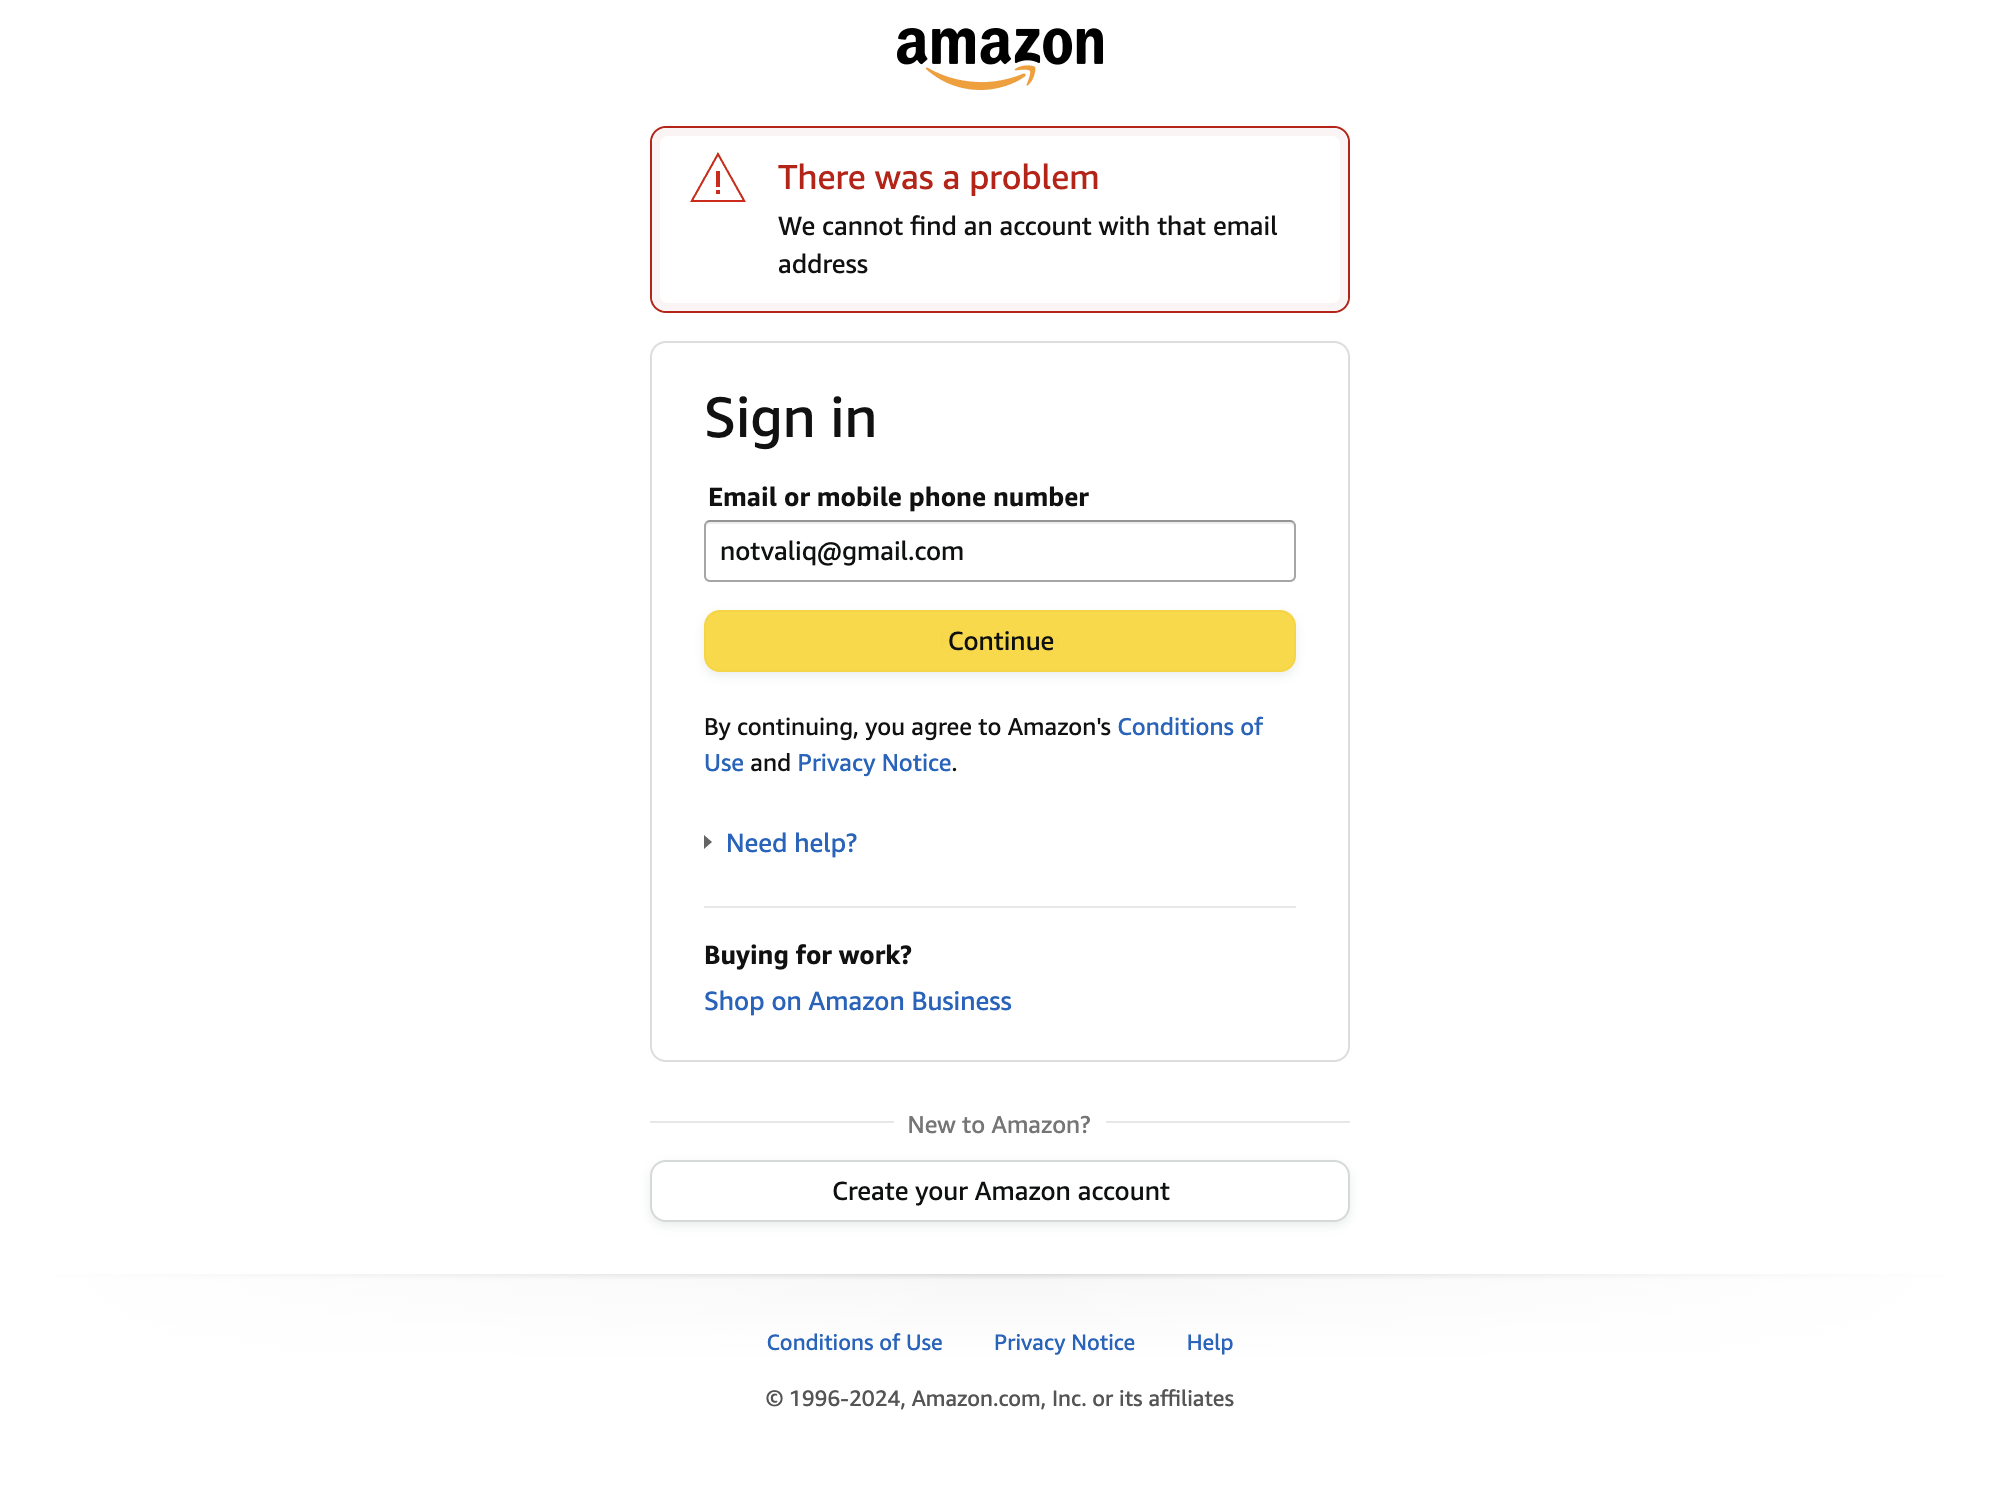 amazon
There was a problem
We cannot find an account with that email
address
Sign in
Email or mobile phone number
notvaliq@gmail.com
Continue
By continuing, you agree to Amazon's Conditions of
Use and Privacy Notice.
Need help?
Buying for work?
Shop on Amazon Business
New to Amazon?
Create your Amazon account
Conditions of Use Privacy Notice Help
© 1996-2024, Amazon.com, Inc. or its affiliates